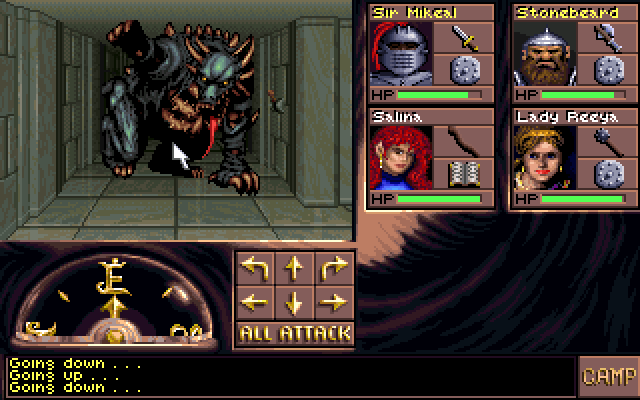 Sir Mikeal
Stonebeard
HP
HP
Salina
Lady Reeya
HP
HP
E
ALL ATTACK
Going down . . .
Going up . . .
Going down . . .
CAMP